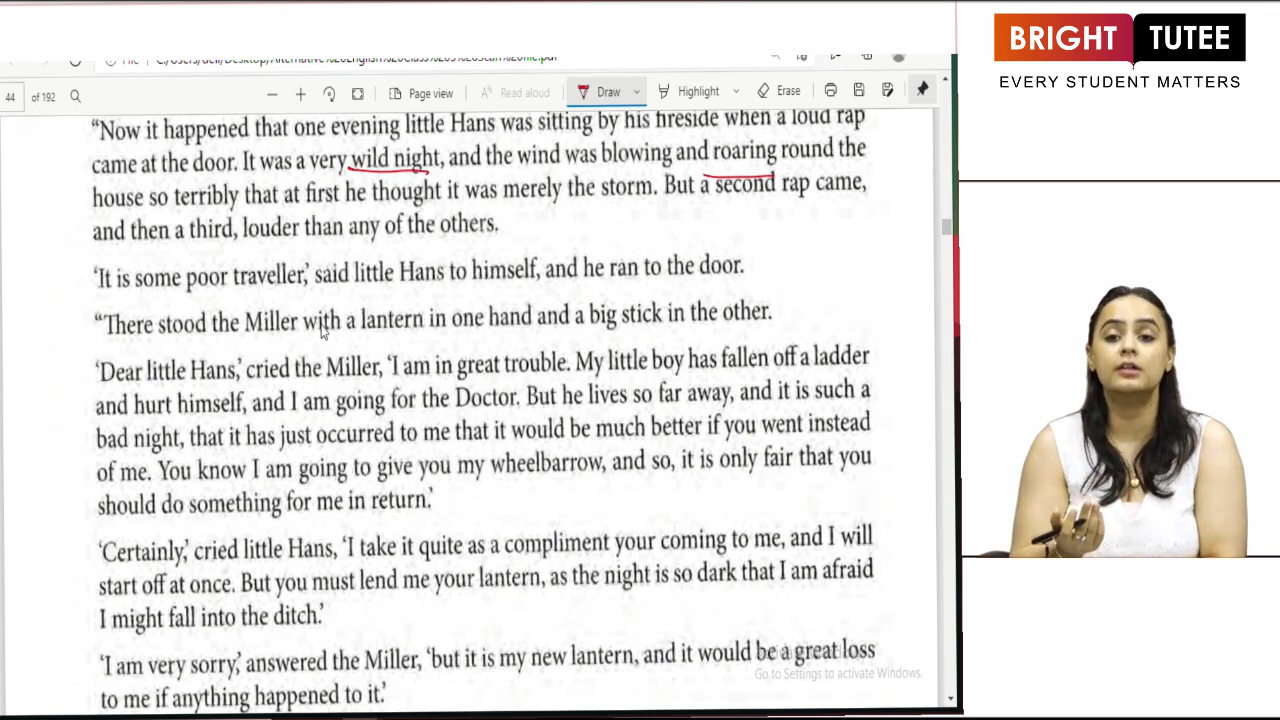 BRIGHT TUTEE
EVERY STUDENT MATTERS
44 of 192
Page view
Read aloud
Draw
Highlight
Erase
“Now it happened that one evening little Hans was sitting by his fireside when a loud rap
came at the door. It was a very wild night, and the wind was blowing and roaring round the
house so terribly that at first he thought it was merely the storm. But a second rap came,
and then a third, louder than any of the others.
‘It is some poor traveller,’ said little Hans to himself, and he ran to the door.
“There stood the Miller with a lantern in one hand and a big stick in the other.
‘Dear little Hans,’ cried the Miller, ‘I am in great trouble. My little boy has fallen off a ladder
and hurt himself, and I am going for the Doctor. But he lives so far away, and it is such a
bad night, that it has just occurred to me that it would be much better if you went instead
of me. You know I am going to give you my wheelbarrow, and so, it is only fair that you
should do something for me in return.’
‘Certainly,’ cried little Hans, ‘I take it quite as a compliment your coming to me, and I will
start off at once. But you must lend me your lantern, as the night is so dark that I am afraid
I might fall into the ditch.’
‘I am very sorry,’ answered the Miller, ‘but it is my new lantern, and it would be a great loss
to me if anything happened to it.’
Go to Settings to activate Windows.